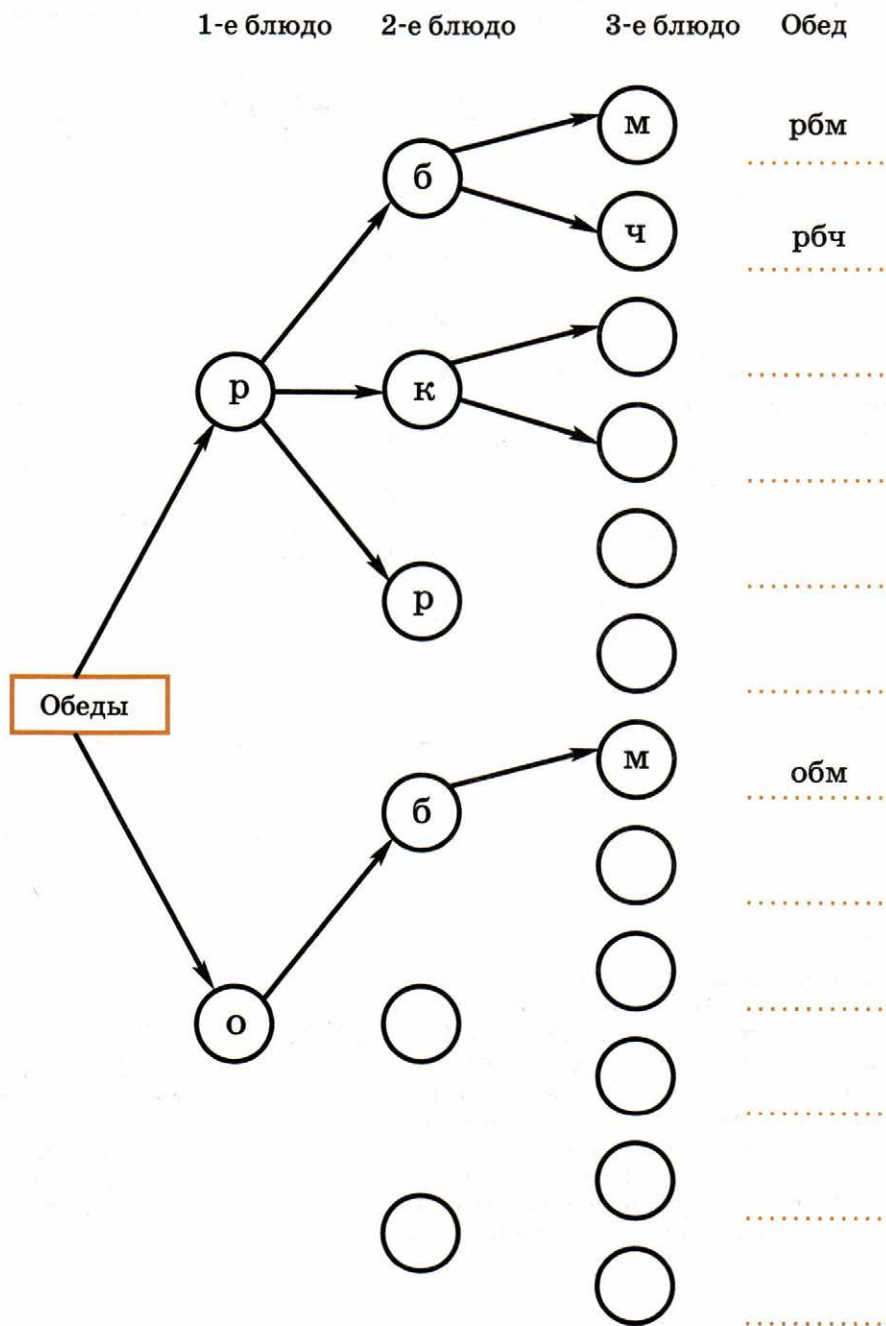 1-е блюдо 2-е блюдо 3-е блюдо Обед
м рбм
б
ч рбч
р к
р
Обеды
м обм
б
о